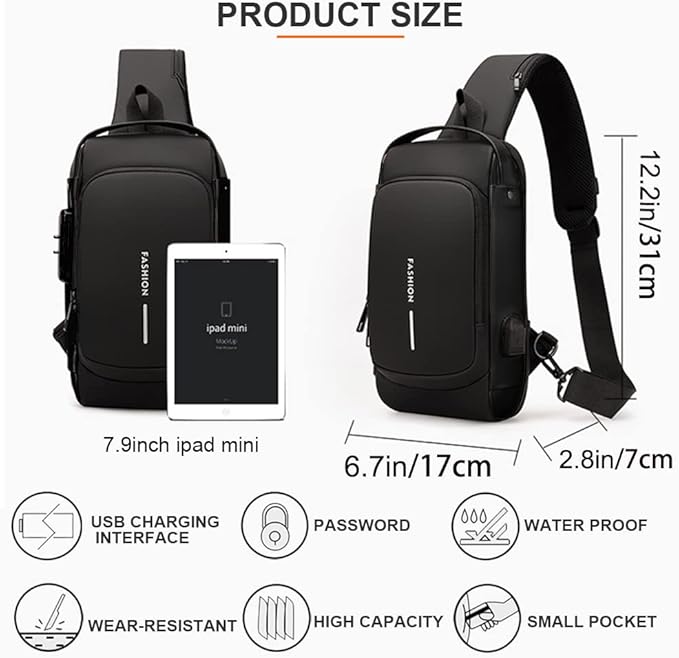 PRODUCT SIZE
FASHION
FASHION
ipad mini
MockUp
12.2in/31cm
7.9inch ipad mini
6.7in/17cm
2.8in/7cm
USB CHARGING
INTERFACE
PASSWORD
WATER PROOF
WEAR-RESISTANT
HIGH CAPACITY
SMALL POCKET